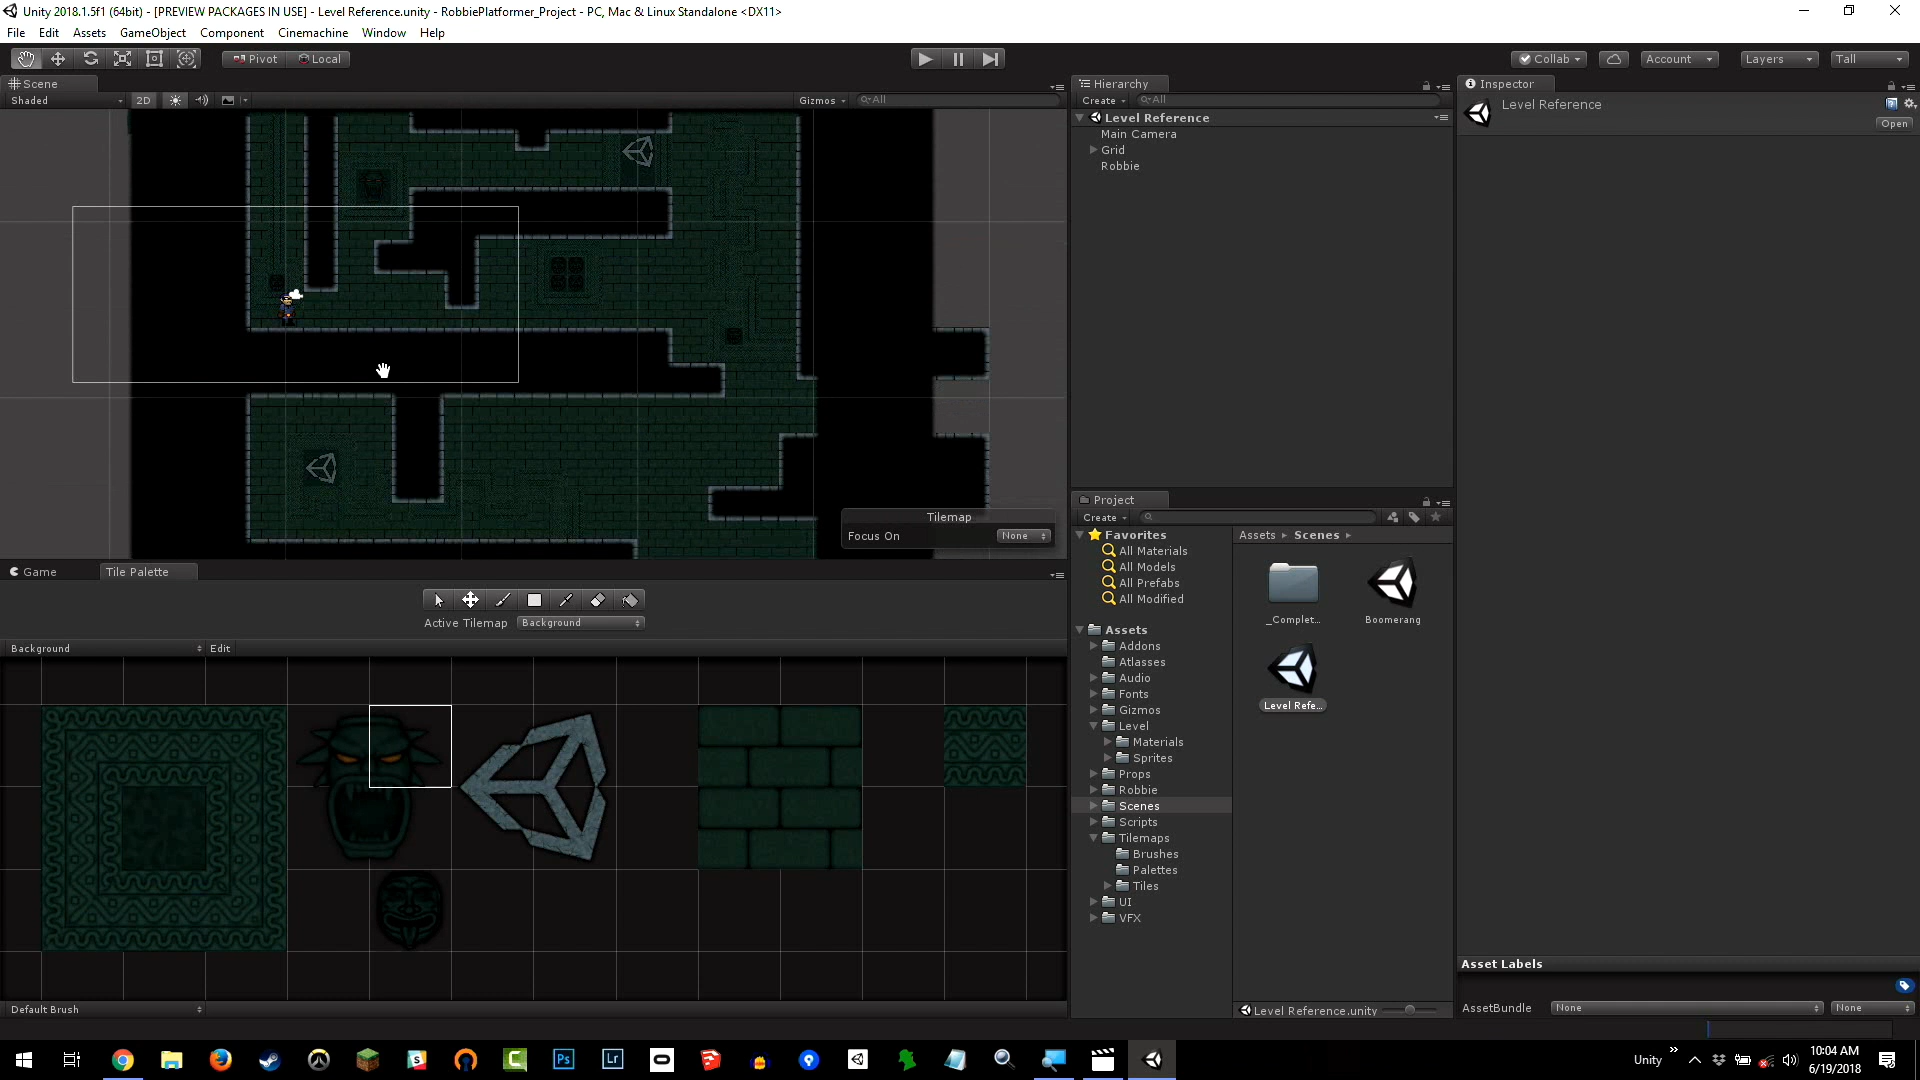 Unity 2018.1.5f1 (64bit) - [PREVIEW PACKAGES IN USE] - Level Reference.unity - RobbiePlatformer_Project - PC, Mac & Linux Standalone <DX11>
File Edit Assets GameObject Component Cinemachine Window Help
Pivot Local Collab Account Layers Tall
Scene
Shaded 2D Gizmos All
Tilemap
Focus On None
Hierarchy
Create All
Level Reference
Main Camera
Grid
Robbie
Inspector
Level Reference
Open
Game Tile Palette
Active Tilemap Background
Background Edit
Default Brush
Project
Create
Favorites
All Materials
All Models
All Prefabs
All Modified
Assets
Addons
Atlasses
Audio
Fonts
Gizmos
Level
Materials
Sprites
Props
Robbie
Scenes
Scripts
Tilemaps
Brushes
Palettes
Tiles
UI
VFX
Assets Scenes
_Complet...
Boomerang
Level Refe...
Level Reference.unity
Asset Labels
AssetBundle None None
Ps Lr
Unity
10:04 AM
6/19/2018